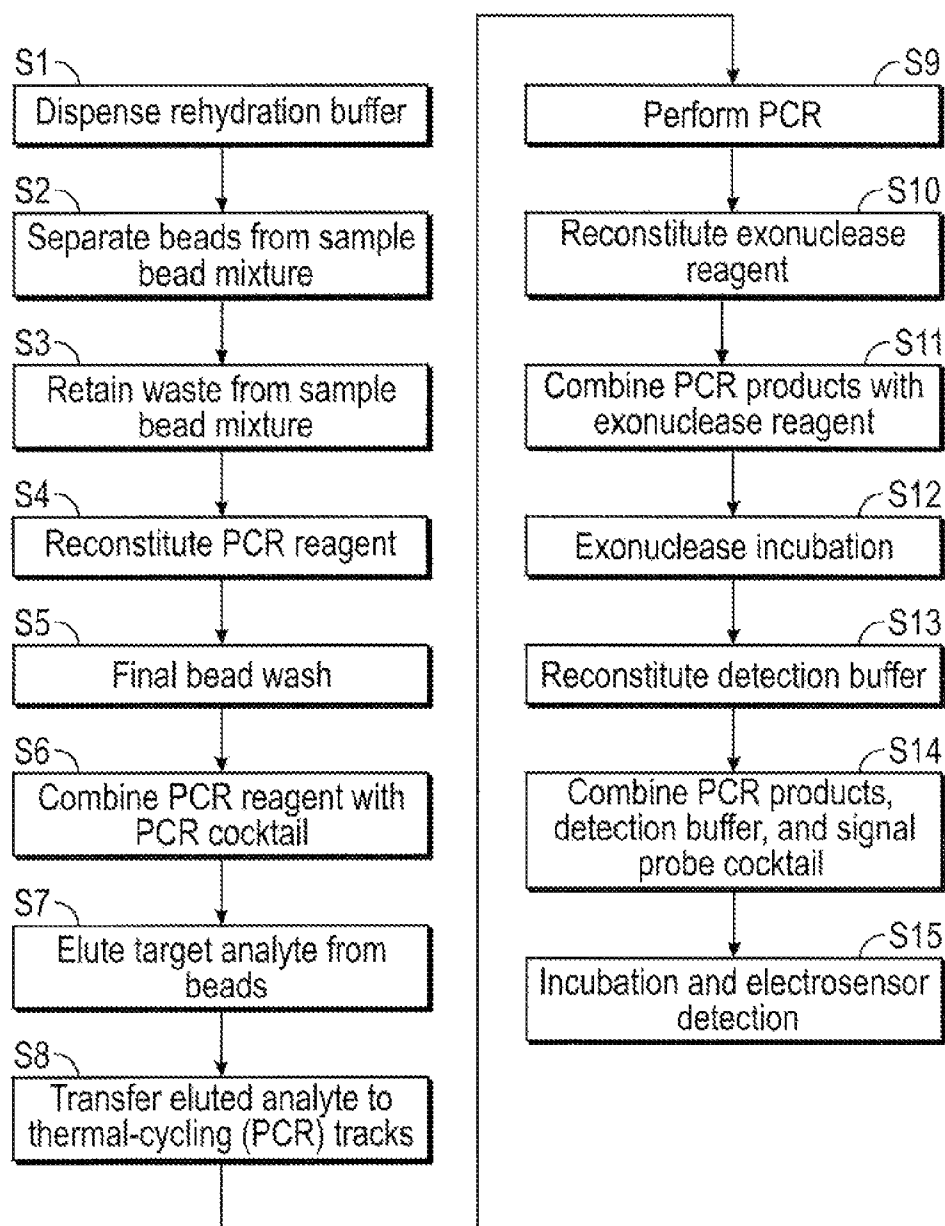 S1
Dispense rehydration buffer
S2
Separate beads from sample
bead mixture
S3
Retain waste from sample
bead mixture
S4
Reconstitute PCR reagent
S5
Final bead wash
S6
Combine PCR reagent with
PCR cocktail
S7
Elute target analyte from
beads
S8
Transfer eluted analyte to
thermal-cycling (PCR) tracks
S9
Perform PCR
S10
Reconstitute exonuclease
reagent
S11
Combine PCR products with
exonuclease reagent
S12
Exonuclease incubation
S13
Reconstitute detection buffer
S14
Combine PCR products,
detection buffer, and signal
probe cocktail
S15
Incubation and electrosensor
detection